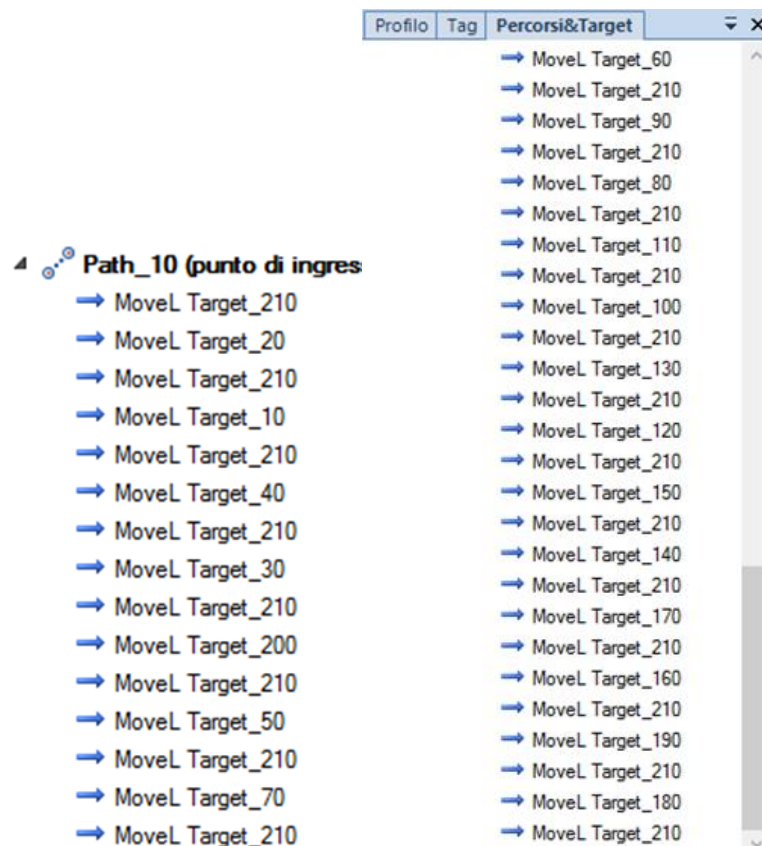 Path_10 (punto di ingres
MoveL Target_210
MoveL Target_20
MoveL Target_210
MoveL Target_10
MoveL Target_210
MoveL Target_40
MoveL Target_210
MoveL Target_30
MoveL Target_210
MoveL Target_200
MoveL Target_210
MoveL Target_50
MoveL Target_210
MoveL Target_70
MoveL Target_210
Profilo Tag Percorsi&Target
MoveL Target_60
MoveL Target_210
MoveL Target_90
MoveL Target_210
MoveL Target_80
MoveL Target_210
MoveL Target_110
MoveL Target_210
MoveL Target_100
MoveL Target_210
MoveL Target_130
MoveL Target_210
MoveL Target_120
MoveL Target_210
MoveL Target_150
MoveL Target_210
MoveL Target_140
MoveL Target_210
MoveL Target_170
MoveL Target_210
MoveL Target_160
MoveL Target_210
MoveL Target_190
MoveL Target_210
MoveL Target_180
MoveL Target_210